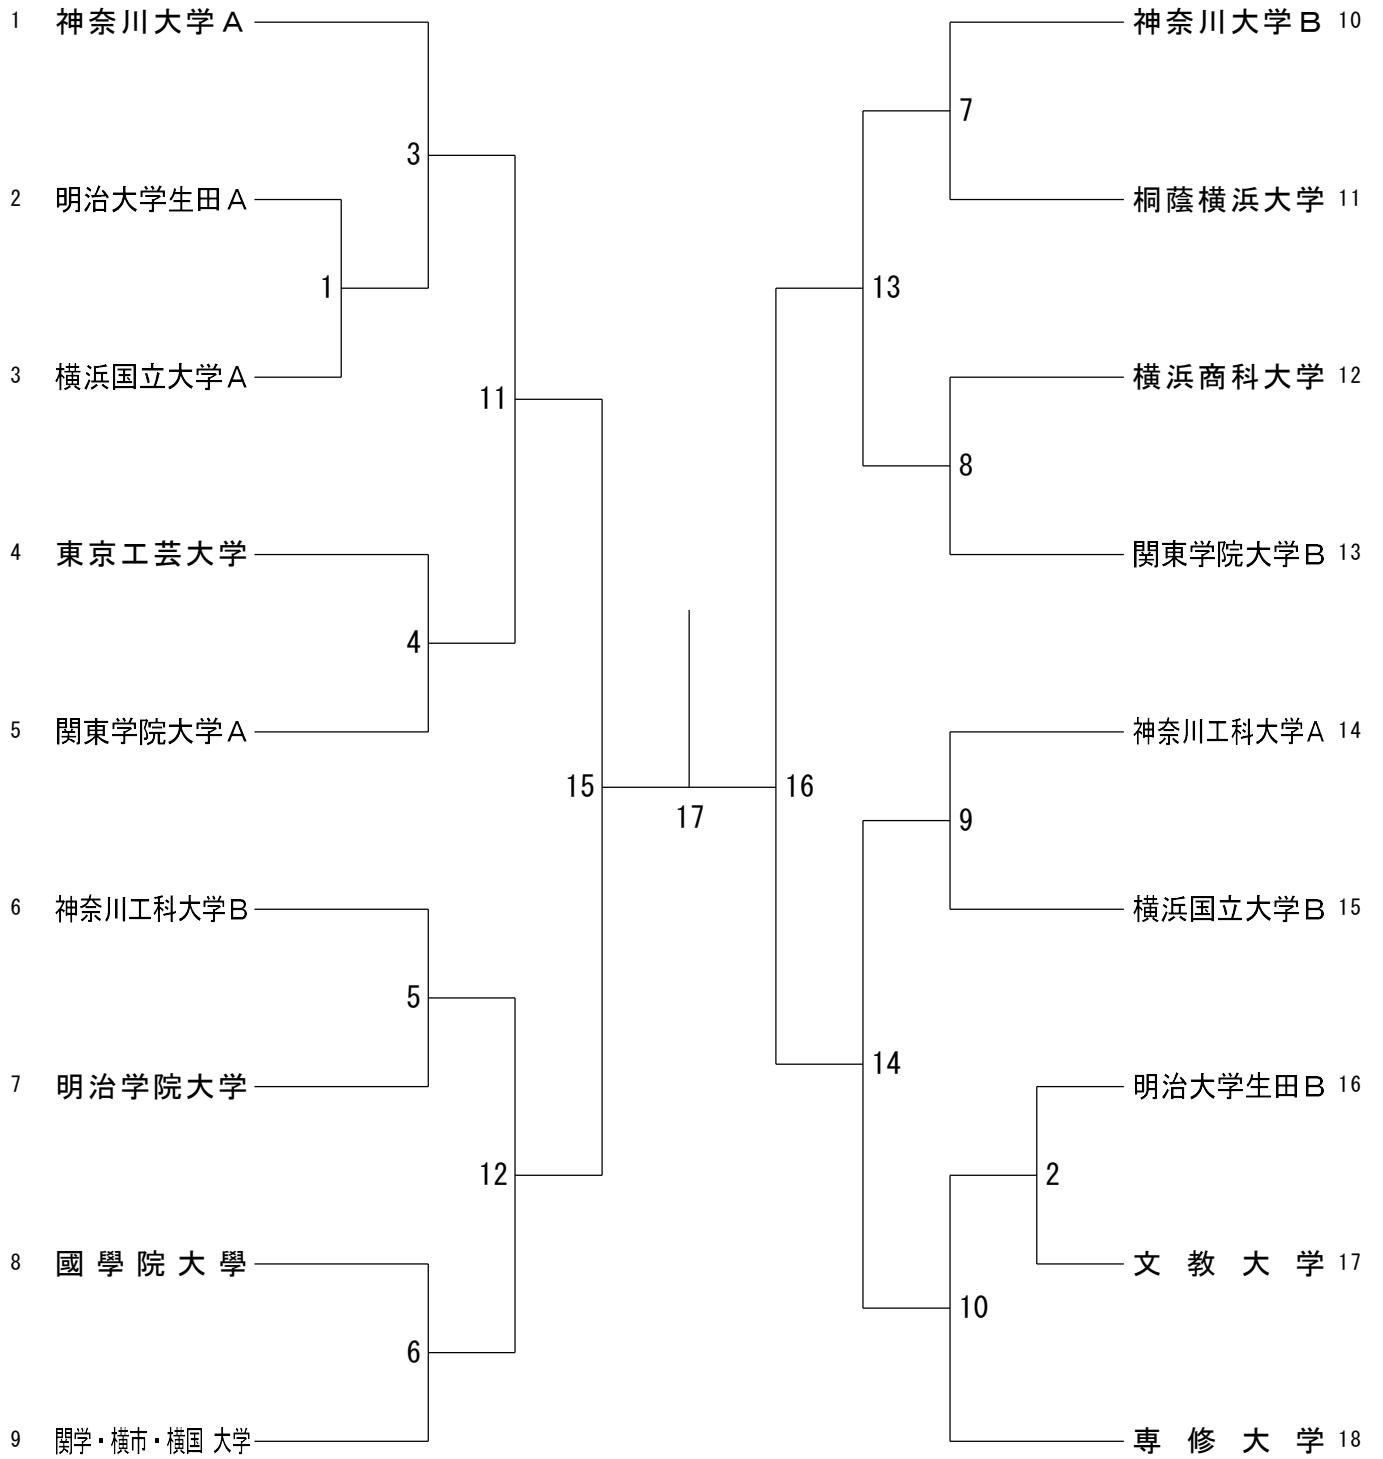 1 神奈川大学A
2 明治大学生田A
3 横浜国立大学A
4 東京工芸大学
5 関東学院大学A
6 神奈川工科大学B
7 明治学院大学
8 國學院大學
9 関学・横市・横国 大学
3
1
11
4
15
5
12
6
17
7
13
8
16
9
14
2
10
神奈川大学B 10
桐蔭横浜大学 11
横浜商科大学 12
関東学院大学B 13
神奈川工科大学A 14
横浜国立大学B 15
明治大学生田B 16
文教大学 17
専修大学 18